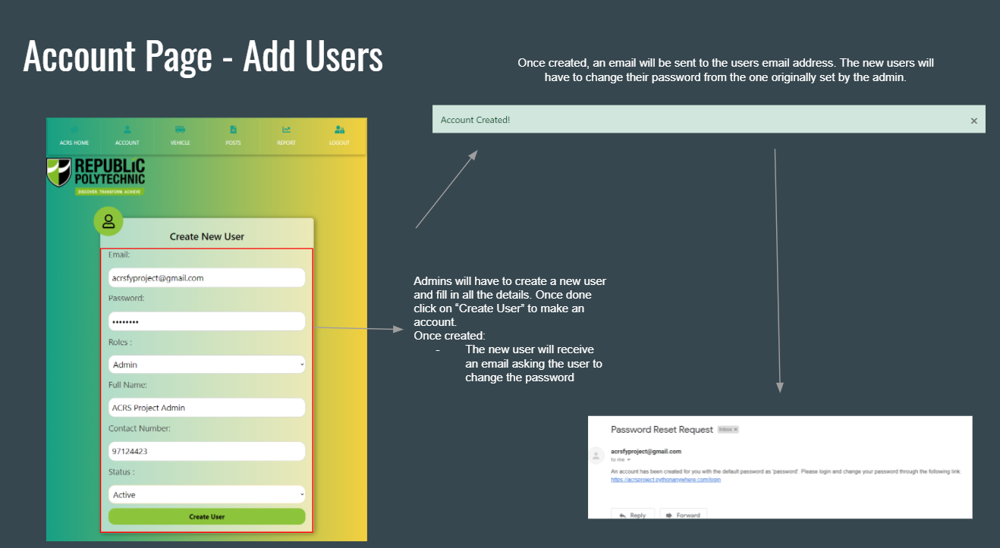 Account Page - Add Users
Once created, an email will be sent to the users email address. The new users will
have to change their password from the one originally set by the admin.
Account Created!
×
ACRS HOME
ACCOUNT
VEHICLE
POSTS
REPORT
LOGOUT
REPUBLIC
POLYTECHNIC
DISCOVER. TRANSFORM. ACHIEVE
Create New User
Email:
acrsfyproject@gmail.com
Password:
••••••••
Roles :
Admin
Full Name:
ACRS Project Admin
Contact Number:
97124423
Status :
Active
Create User
Admins will have to create a new user
and fill in all the details. Once done
click on “Create User” to make an
account.
Once created:
- The new user will receive
an email asking the user to
change the password
Password Reset Request Inbox ×
acrsfyproject@gmail.com
to me
An account has been created for you with the default password as 'password'. Please login and change your password through the following link:
https://acrsproject.pythonanywhere.com/login
Reply
Forward